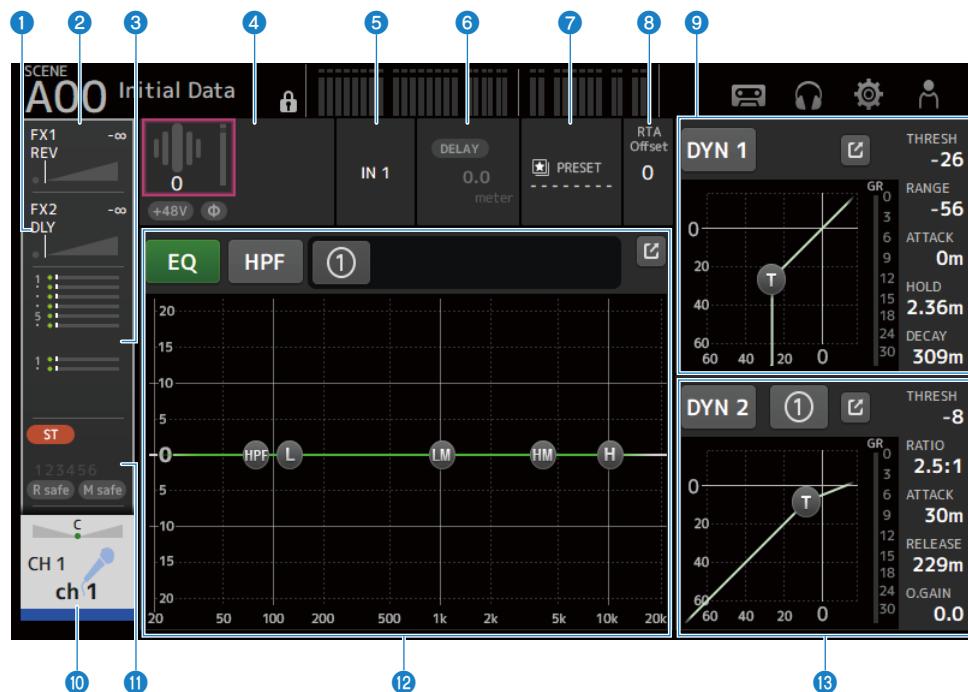 1 2 3 4 5 6 7 8 9
SCENE
A00 Initial Data
FX1 -∞
REV
FX2 -∞
DLY
1
5
1
ST
123456
R safe M safe
C
CH 1
ch 1
0
+48V Φ
IN 1
DELAY
0.0
meter
PRESET
- - - - - - - -
RTA
Offset
0
EQ HPF ①
20
10
5
0
5
10
15
20
HPF L LM HM H
20 50 100 200 500 1k 2k 5k 10k 20k
DYN 1
GR
0
3
6
9
12
15
18
24
30
0
20
40
60
T
60 40 20 0
THRESH
-26
RANGE
-56
ATTACK
0m
HOLD
2.36m
DECAY
309m
DYN 2 ①
GR
0
3
6
9
12
15
18
24
30
0
20
40
60
T
60 40 20 0
THRESH
-8
RATIO
2.5:1
ATTACK
30m
RELEASE
229m
O.GAIN
0.0
10 11 12 13